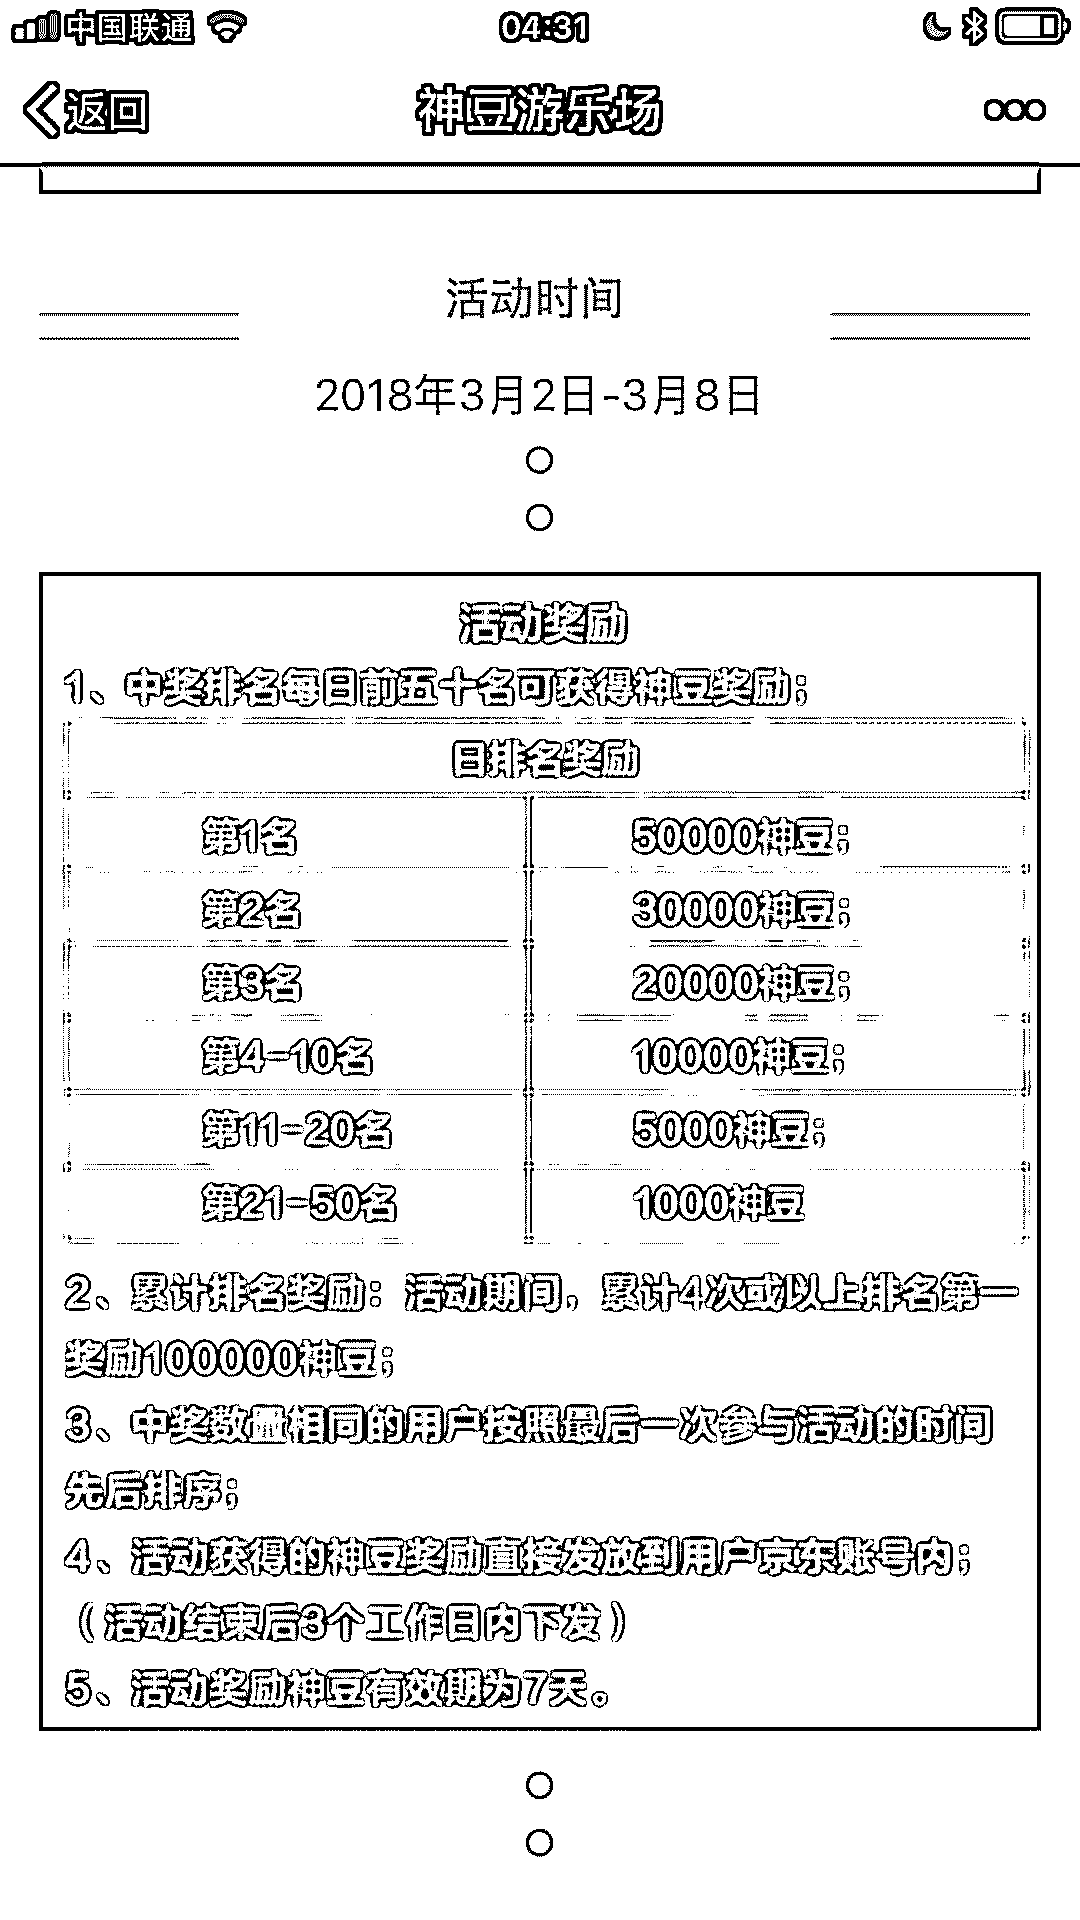 中国联通 04:31
返回 神豆游乐场
活动时间
2018年3月2日-3月8日
活动奖励
1、中奖排名每日前五十名可获得神豆奖励；
日排名奖励
第1名 50000神豆；
第2名 30000神豆；
第3名 20000神豆；
第4-10名 10000神豆；
第11-20名 5000神豆；
第21-50名 1000神豆
2、累计排名奖励：活动期间，累计4次或以上排名第一
奖励100000神豆；
3、中奖数量相同的用户按照最后一次参与活动的时间
先后排序；
4、活动获得的神豆奖励直接发放到用户京东账号内；
（活动结束后3个工作日内下发）
5、活动奖励神豆有效期为7天。